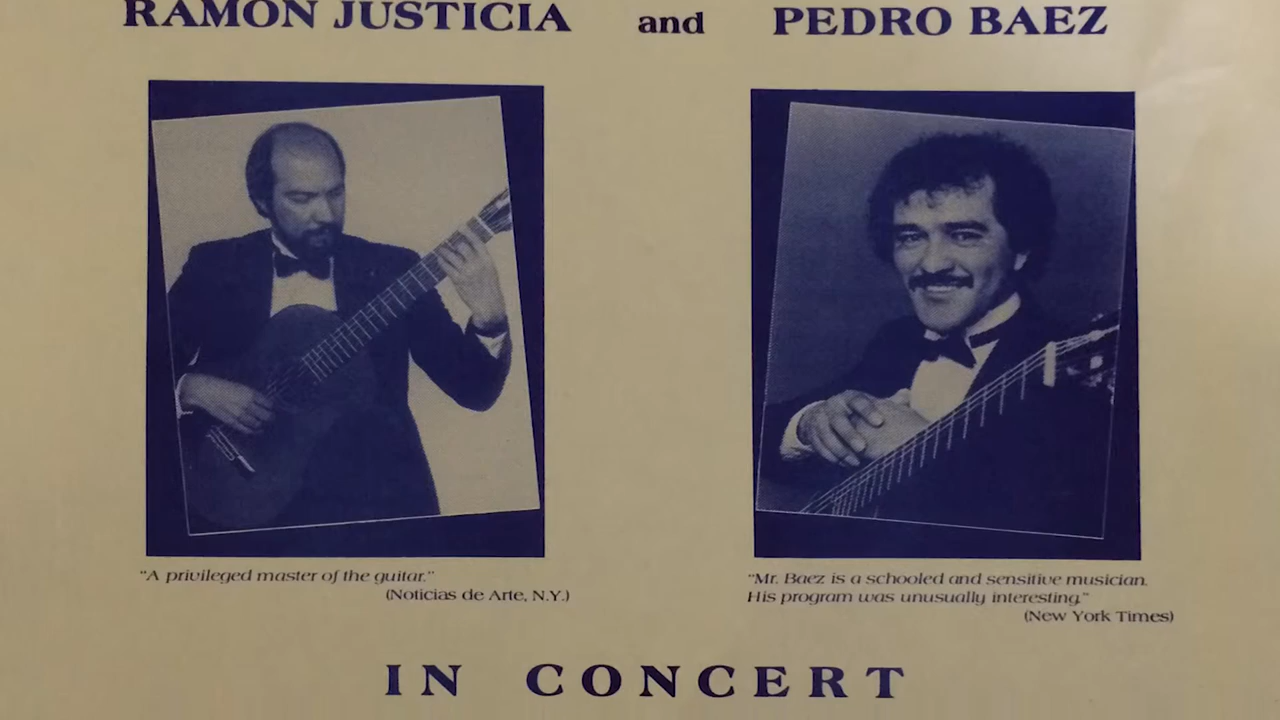 RAMON JUSTICIA and PEDRO BAEZ
"A privileged master of the guitar."
(Noticias de Arte, N.Y.)
"Mr. Baez is a schooled and sensitive musician.
His program was unusually interesting."
(New York Times)
IN CONCERT